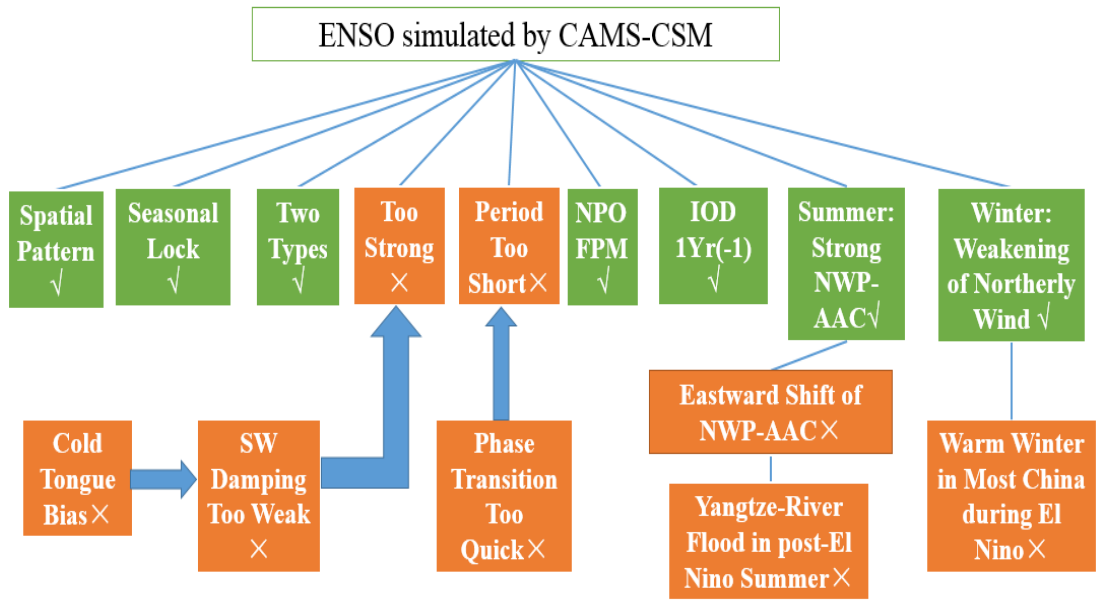 ENSO simulated by CAMS-CSM
Spatial
Pattern
√
Seasonal
Lock
√
Two
Types
√
Too
Strong
×
Period
Too
Short×
NPO
FPM
√
IOD
1Yr(-1)
√
Summer:
Strong
NWP-
AAC√
Winter:
Weakening
of Northerly
Wind √
Eastward Shift of
NWP-AAC×
Cold
Tongue
Bias×
SW
Damping
Too Weak
×
Phase
Transition
Too
Quick×
Yangtze-River
Flood in post-El
Nino Summer×
Warm Winter
in Most China
during El
Nino×